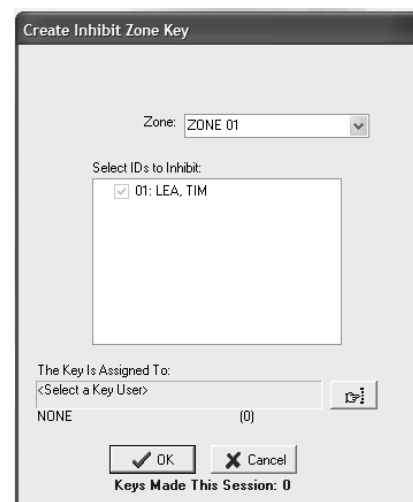 Create Inhibit Zone Key
Zone: ZONE 01
Select IDs to Inhibit:
01: LEA, TIM
The Key Is Assigned To:
<Select a Key User>
NONE (0)
OK Cancel
Keys Made This Session: 0